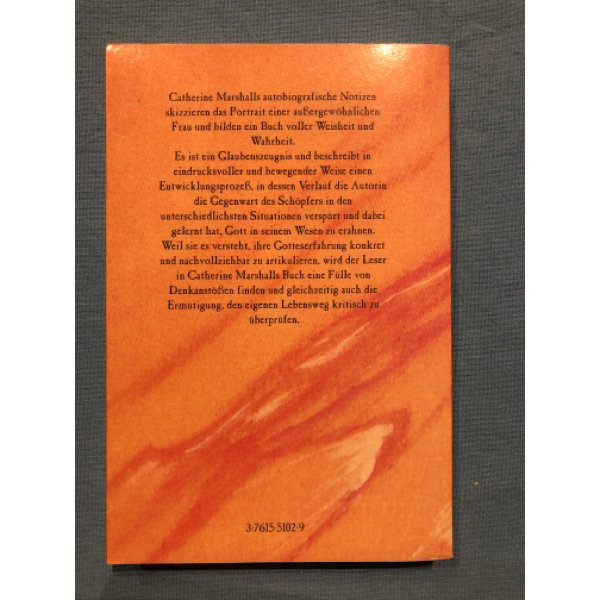 Catherine Marshalls autobiografische Notizen
skizzieren das Portrait einer außergewöhnlichen
Frau und bilden ein Buch voller Weisheit und
Wahrheit.
Es ist ein Glaubenszeugnis und beschreibt in
eindrucksvoller und bewegender Weise einen
Entwicklungsprozeß, in dessen Verlauf die Autorin
die Gegenwart des Schöpfers in den
unterschiedlichsten Situationen verspürt und dabei
gelernt hat, Gott in seinem Wesen zu erahnen.
Weil sie es versteht, ihre Gotteserfahrung konkret
und nachvollziehbar zu artikulieren, wird der Leser
in Catherine Marshalls Buch eine Fülle von
Denkanstößen finden und gleichzeitig auch die
Ermutigung, den eigenen Lebensweg kritisch zu
überprüfen.
3-7615-5102-9